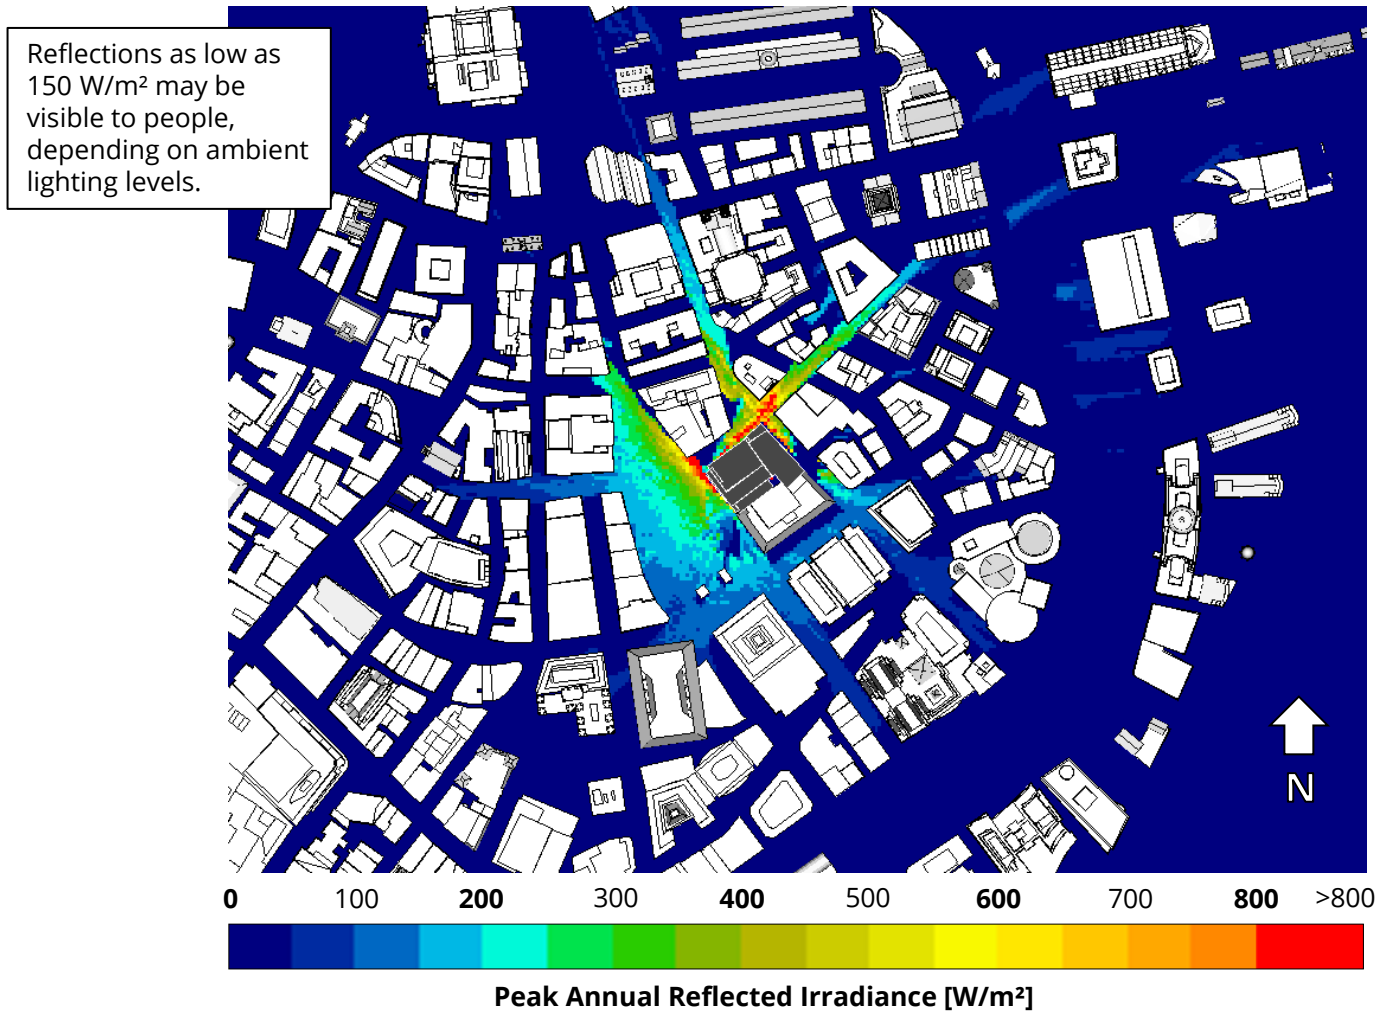 Reflections as low as
150 W/m² may be
visible to people,
depending on ambient
lighting levels.
N
0 100 200 300 400 500 600 700 800 >800
Peak Annual Reflected Irradiance [W/m²]